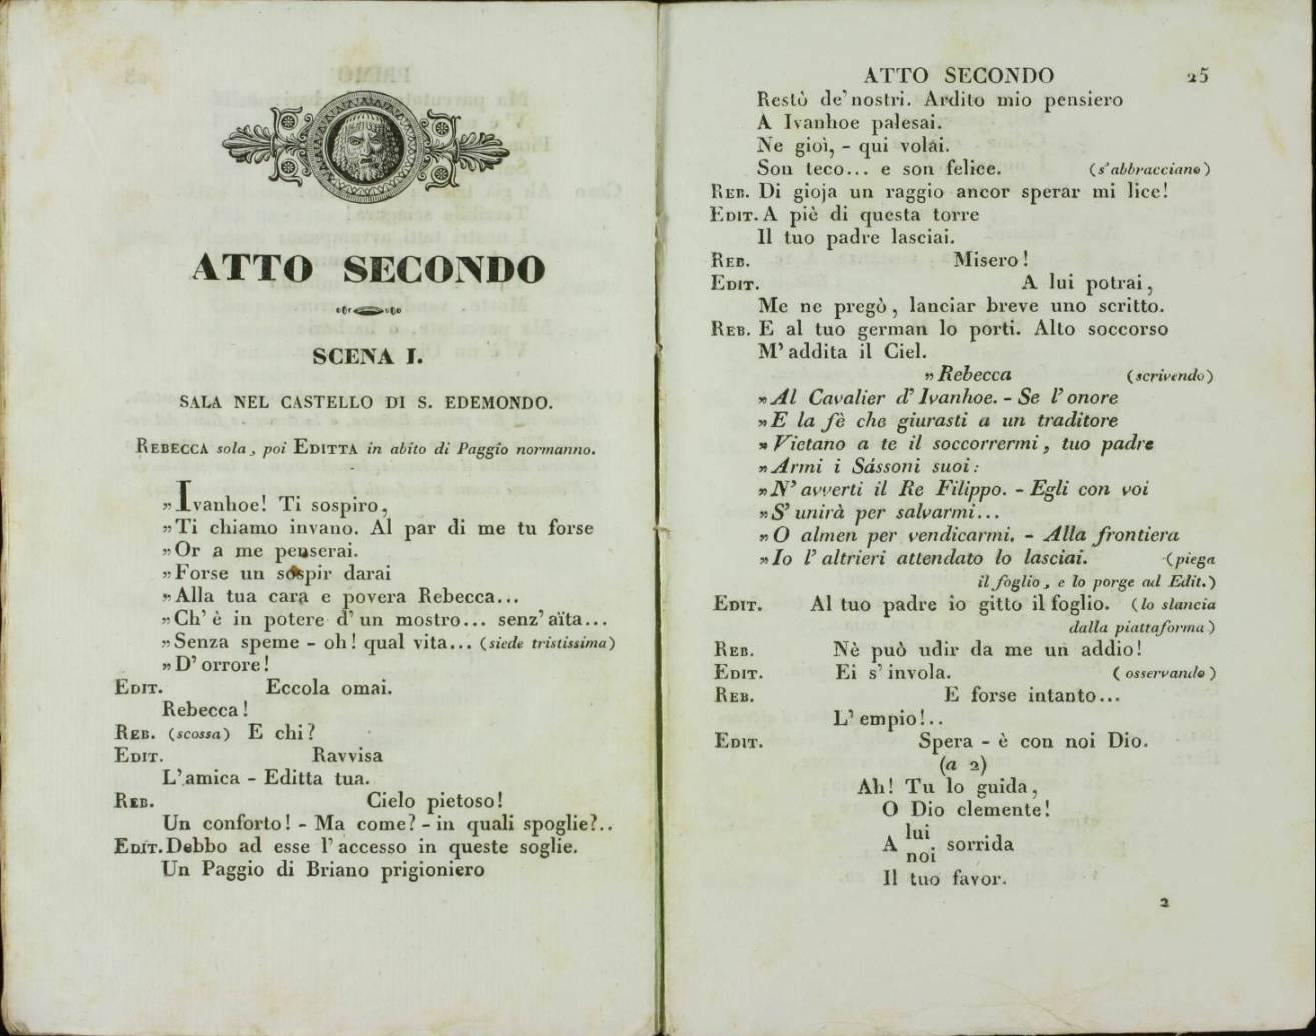 ATTO SECONDO
SCENA I.
SALA NEL CASTELLO DI S. EDEMONDO.
REBECCA sola, poi EDITTA in abito di Paggio normanno.
„Ivanhoe! Ti sospiro,
„Ti chiamo invano. Al par di me tu forse
„Or a me penserai.
„Forse un sospir darai
„Alla tua cara e povera Rebecca...
„Ch' è in potere d' un mostro... senz' aïta...
„Senza speme - oh! qual vita... (siede tristissima)
„D' orrore!
EDIT. Eccola omai.
Rebecca!
REB. (scossa) E chi?
EDIT. Ravvisa
L' amica - Editta tua.
REB. Cielo pietoso!
Un conforto! - Ma come? - in quali spoglie?..
EDIT. Debbo ad esse l' accesso in queste soglie.
Un Paggio di Briano prigioniero
ATTO SECONDO 25
Restò de' nostri. Ardito mio pensiero
A Ivanhoe palesai.
Ne gioì, - qui volai.
Son teco... e son felice. (s' abbracciano)
REB. Di gioja un raggio ancor sperar mi lice!
EDIT. A piè di questa torre
Il tuo padre lasciai.
REB. Misero!
EDIT. A lui potrai,
Me ne pregò, lanciar breve uno scritto.
REB. E al tuo german lo porti. Alto soccorso
M' addita il Ciel.
„Rebecca (scrivendo)
„Al Cavalier d' Ivanhoe. - Se l' onore
„E la fè che giurasti a un traditore
„Vietano a te il soccorrermi, tuo padre
„Armi i Sássoni suoi:
„N' avverti il Re Filippo. - Egli con voi
„S' unirà per salvarmi...
„O almen per vendicarmi. - Alla frontiera
„Io l' altrieri attendato lo lasciai. (piega
il foglio, e lo porge ad Edit.)
EDIT. Al tuo padre io gitto il foglio. (lo slancia
dalla piattaforma)
REB. Nè può udir da me un addio!
EDIT. Ei s' invola. (osservando)
REB. E forse intanto...
L' empio!..
EDIT. Spera - è con noi Dio.
(a 2)
Ah! Tu lo guida,
O Dio clemente!
A lui noi sorrida
Il tuo favor.
2